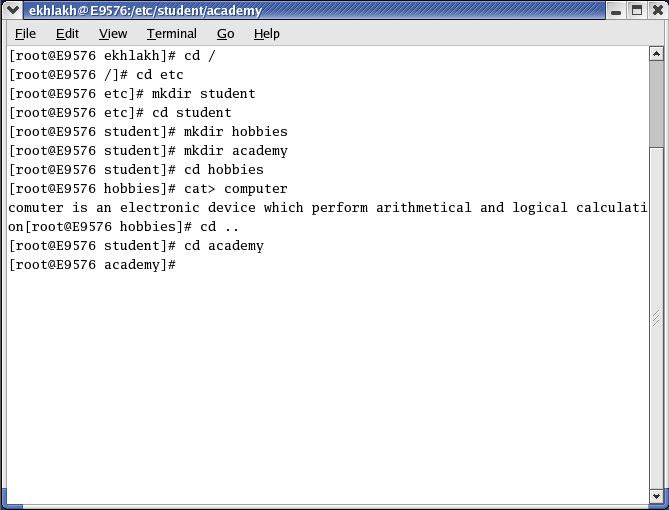 ekhlakh@E9576:/etc/student/academy
File Edit View Terminal Go Help
[root@E9576 ekhlakh]# cd /
[root@E9576 /]# cd etc
[root@E9576 etc]# mkdir student
[root@E9576 etc]# cd student
[root@E9576 student]# mkdir hobbies
[root@E9576 student]# mkdir academy
[root@E9576 student]# cd hobbies
[root@E9576 hobbies]# cat> computer
comuter is an electronic device which perform arithmetical and logical calculati
on[root@E9576 hobbies]# cd ..
[root@E9576 student]# cd academy
[root@E9576 academy]#